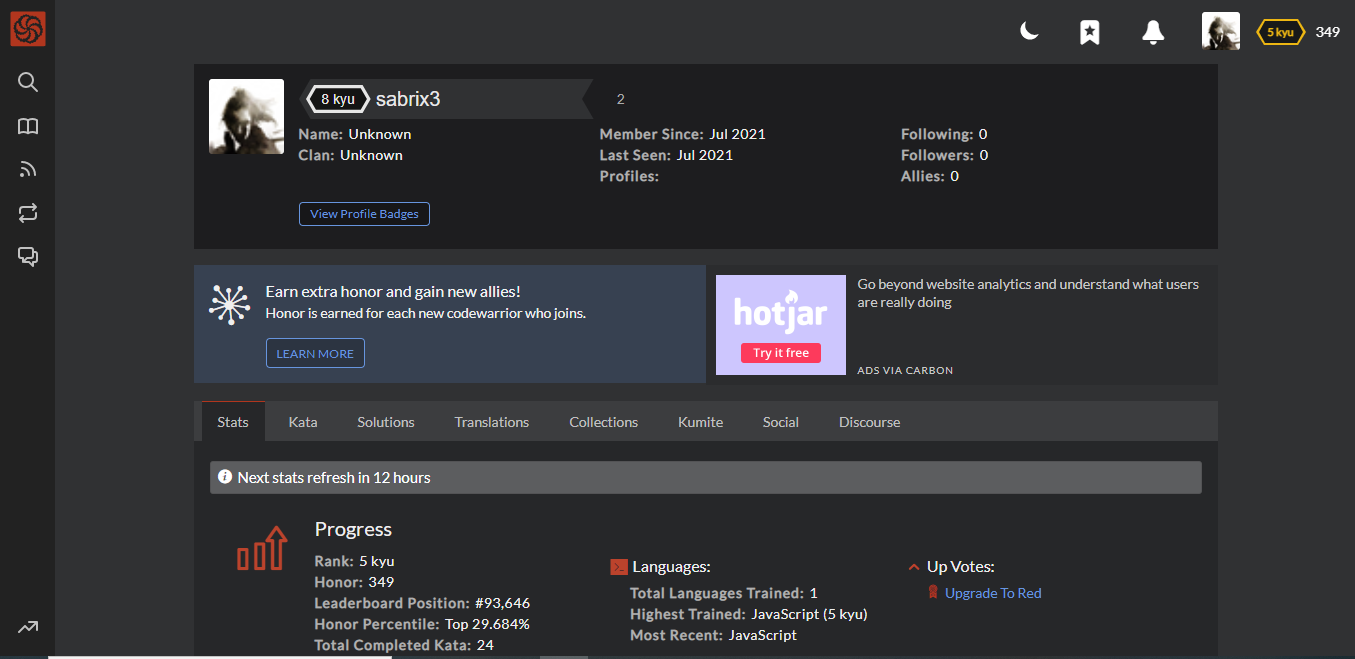 5 kyu 349
8 kyu sabrix3 2
Name: Unknown
Clan: Unknown
Member Since: Jul 2021
Last Seen: Jul 2021
Profiles:
Following: 0
Followers: 0
Allies: 0
View Profile Badges
Earn extra honor and gain new allies!
Honor is earned for each new codewarrior who joins.
LEARN MORE
hotjar
Try it free
Go beyond website analytics and understand what users
are really doing
ADS VIA CARBON
Stats Kata Solutions Translations Collections Kumite Social Discourse
Next stats refresh in 12 hours
Progress
Rank: 5 kyu
Honor: 349
Leaderboard Position: #93,646
Honor Percentile: Top 29.684%
Total Completed Kata: 24
Languages:
Total Languages Trained: 1
Highest Trained: JavaScript (5 kyu)
Most Recent: JavaScript
Up Votes:
Upgrade To Red